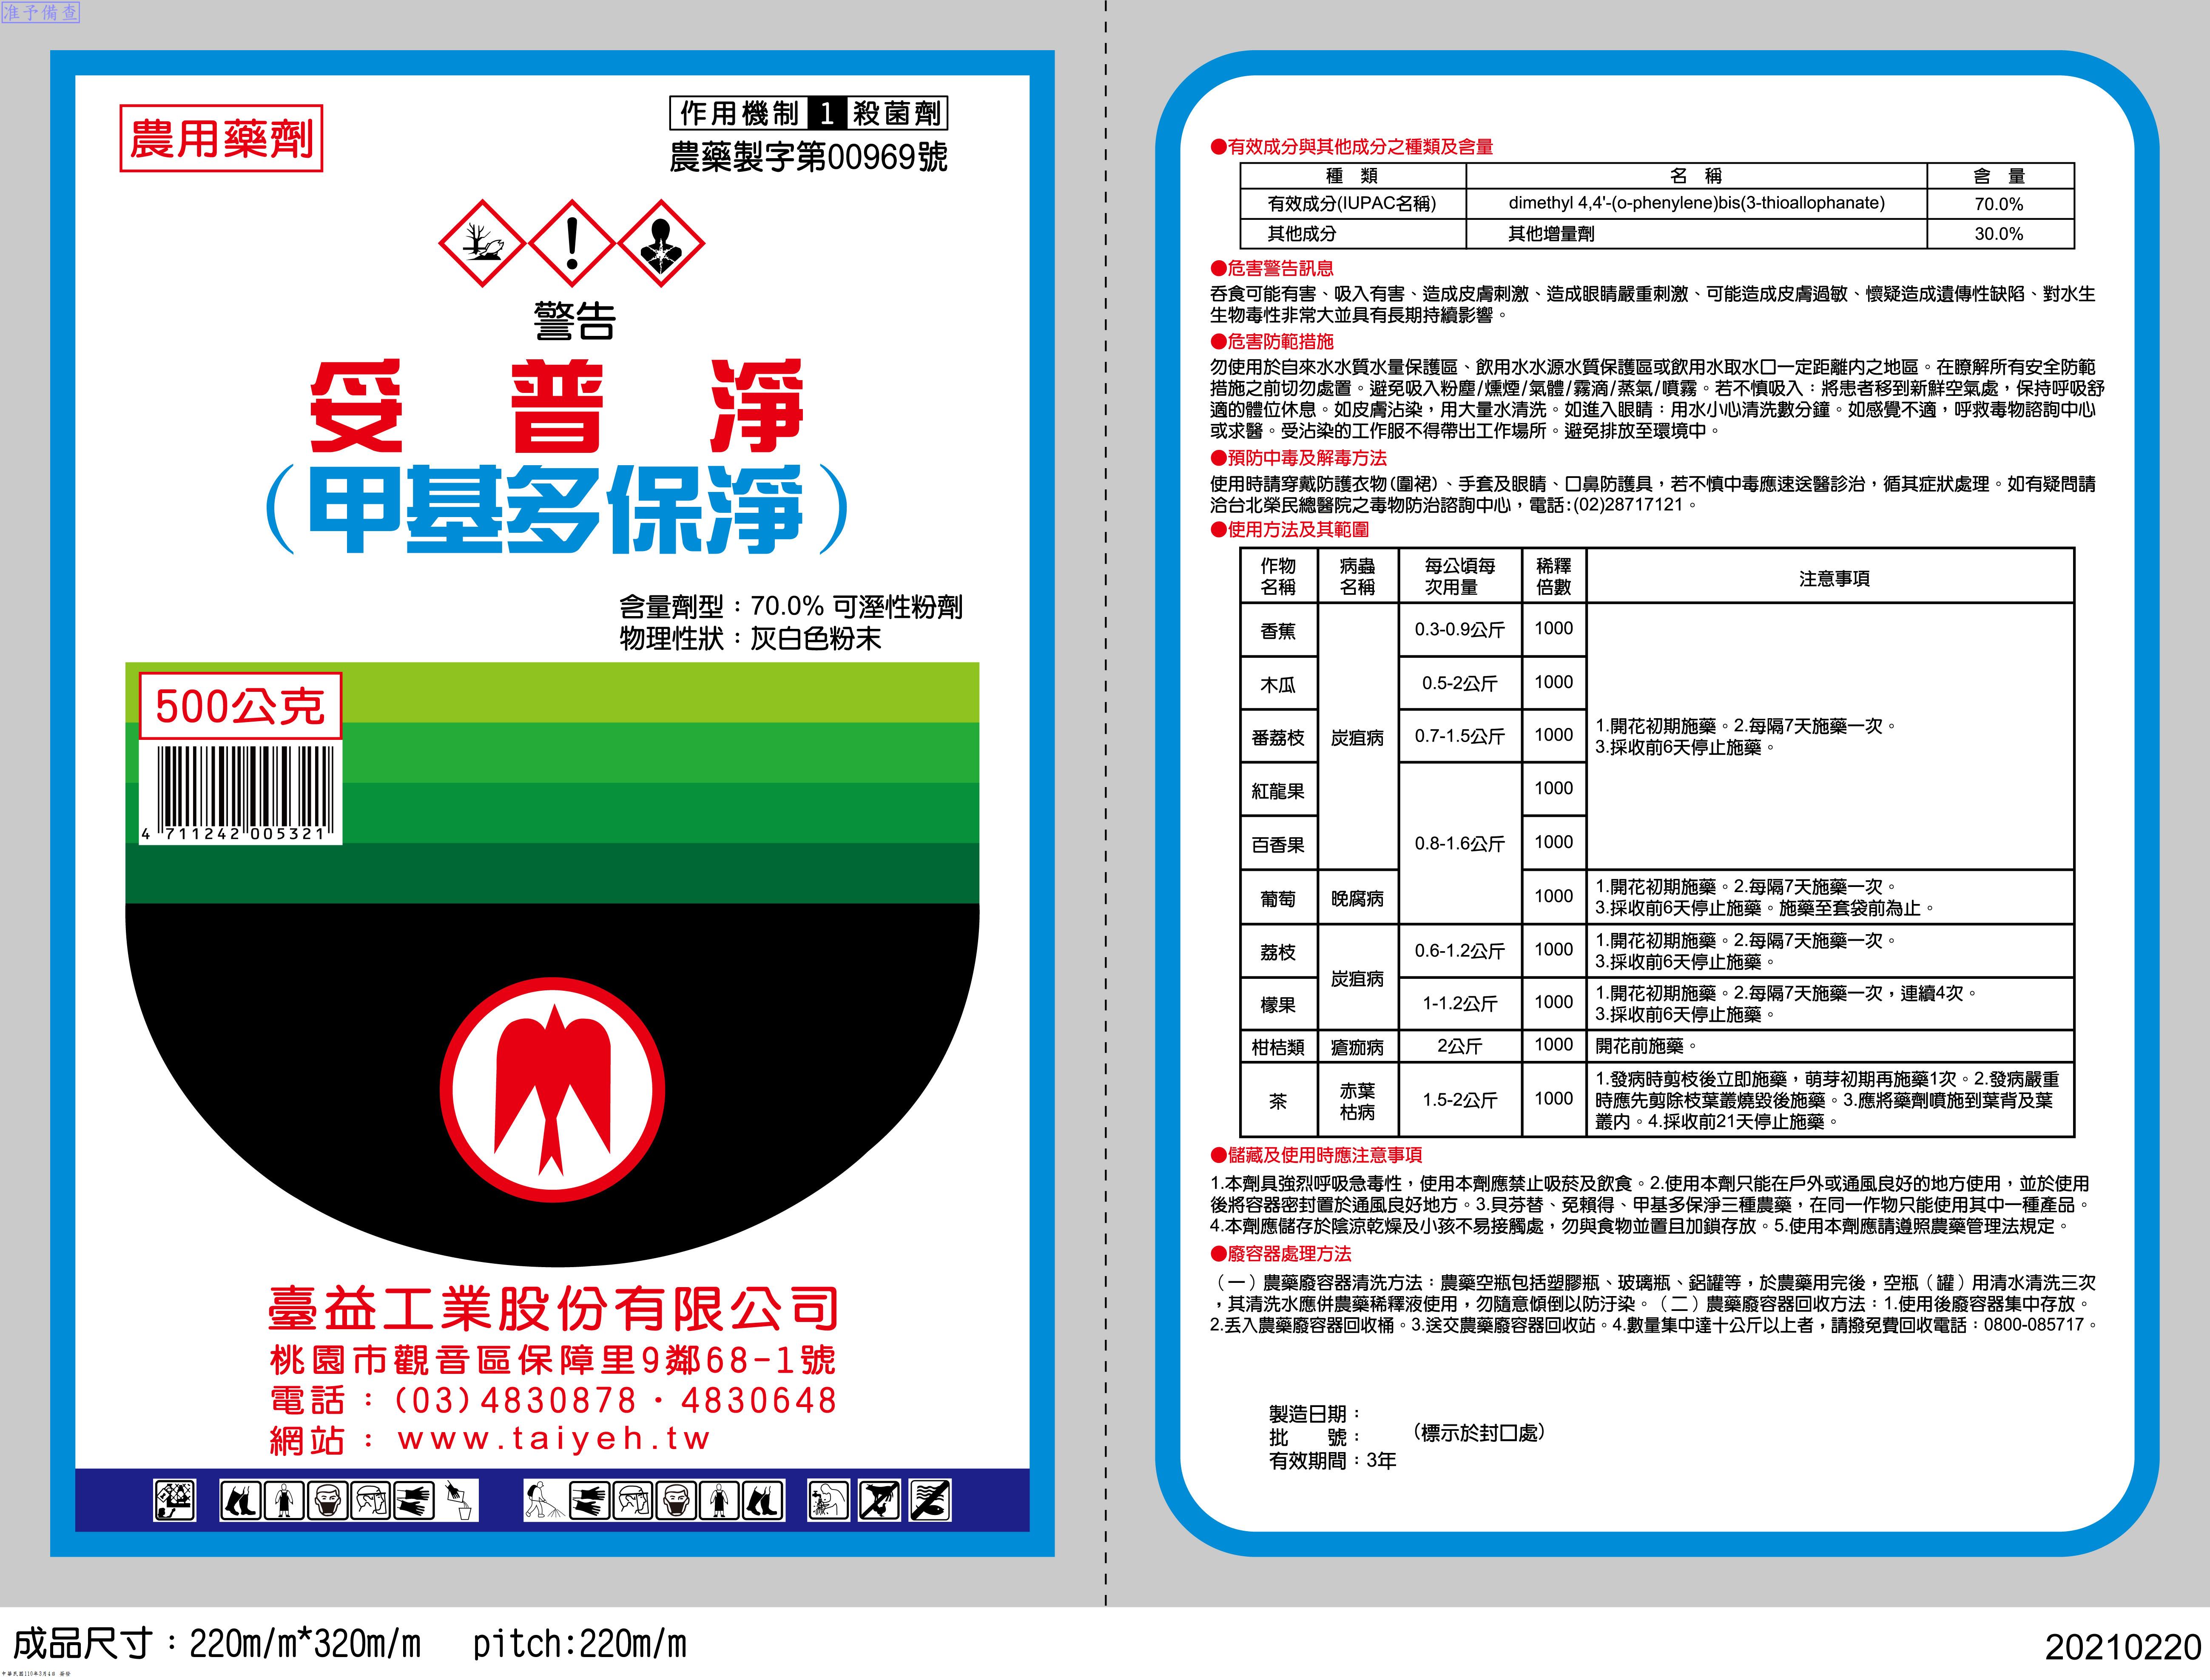 准予備查
農用藥劑
作用機制 1 殺菌劑
農藥製字第00969號
警告
妥普淨
（甲基多保淨）
含量劑型：70.0% 可溼性粉劑
物理性狀：灰白色粉末
500公克
4 711242 005321
臺益工業股份有限公司
桃園市觀音區保障里9鄰68-1號
電話：(03)4830878・4830648
網站：www.taiyeh.tw
●有效成分與其他成分之種類及含量
種 類 名 稱 含 量
有效成分(IUPAC名稱) dimethyl 4,4'-(o-phenylene)bis(3-thioallophanate) 70.0%
其他成分 其他增量劑 30.0%
●危害警告訊息
吞食可能有害、吸入有害、造成皮膚刺激、造成眼睛嚴重刺激、可能造成皮膚過敏、懷疑造成遺傳性缺陷、對水生
生物毒性非常大並具有長期持續影響。
●危害防範措施
勿使用於自來水水質水量保護區、飲用水水源水質保護區或飲用水取水口一定距離內之地區。在瞭解所有安全防範
措施之前切勿處置。避免吸入粉塵/燻煙/氣體/霧滴/蒸氣/噴霧。若不慎吸入：將患者移到新鮮空氣處，保持呼吸舒
適的體位休息。如皮膚沾染，用大量水清洗。如進入眼睛：用水小心清洗數分鐘。如感覺不適，呼救毒物諮詢中心
或求醫。受沾染的工作服不得帶出工作場所。避免排放至環境中。
●預防中毒及解毒方法
使用時請穿戴防護衣物(圍裙)、手套及眼睛、口鼻防護具，若不慎中毒應速送醫診治，循其症狀處理。如有疑問請
洽台北榮民總醫院之毒物防治諮詢中心，電話:(02)28717121。
●使用方法及其範圍
作物 病蟲 每公頃每 稀釋 注意事項
名稱 名稱 次用量 倍數
香蕉 0.3-0.9公斤 1000
木瓜 0.5-2公斤 1000
番荔枝 炭疽病 0.7-1.5公斤 1000 1.開花初期施藥。2.每隔7天施藥一次。
3.採收前6天停止施藥。
紅龍果 1000
百香果 0.8-1.6公斤 1000
葡萄 晚腐病 1000 1.開花初期施藥。2.每隔7天施藥一次。
3.採收前6天停止施藥。施藥至套袋前為止。
荔枝 炭疽病 0.6-1.2公斤 1000 1.開花初期施藥。2.每隔7天施藥一次。
3.採收前6天停止施藥。
檬果 1-1.2公斤 1000 1.開花初期施藥。2.每隔7天施藥一次，連續4次。
3.採收前6天停止施藥。
柑桔類 瘡痂病 2公斤 1000 開花前施藥。
茶 赤葉枯病 1.5-2公斤 1000 1.發病時剪枝後立即施藥，萌芽初期再施藥1次。2.發病嚴重
時應先剪除枝葉叢燒毀後施藥。3.應將藥劑噴施到葉背及葉
叢內。4.採收前21天停止施藥。
●儲藏及使用時應注意事項
1.本劑具強烈呼吸急毒性，使用本劑應禁止吸菸及飲食。2.使用本劑只能在戶外或通風良好的地方使用，並於使用
後將容器密封置於通風良好地方。3.貝芬替、免賴得、甲基多保淨三種農藥，在同一作物只能使用其中一種產品。
4.本劑應儲存於陰涼乾燥及小孩不易接觸處，勿與食物並置且加鎖存放。5.使用本劑應請遵照農藥管理法規定。
●廢容器處理方法
（一）農藥廢容器清洗方法：農藥空瓶包括塑膠瓶、玻璃瓶、鋁罐等，於農藥用完後，空瓶（罐）用清水清洗三次
，其清洗水應併農藥稀釋液使用，勿隨意傾倒以防汙染。（二）農藥廢容器回收方法：1.使用後廢容器集中存放。
2.丟入農藥廢容器回收桶。3.送交農藥廢容器回收站。4.數量集中達十公斤以上者，請撥免費回收電話：0800-085717。
製造日期：
批 號： （標示於封口處）
有效期間：3年
成品尺寸：220m/m*320m/m pitch:220m/m
20210220